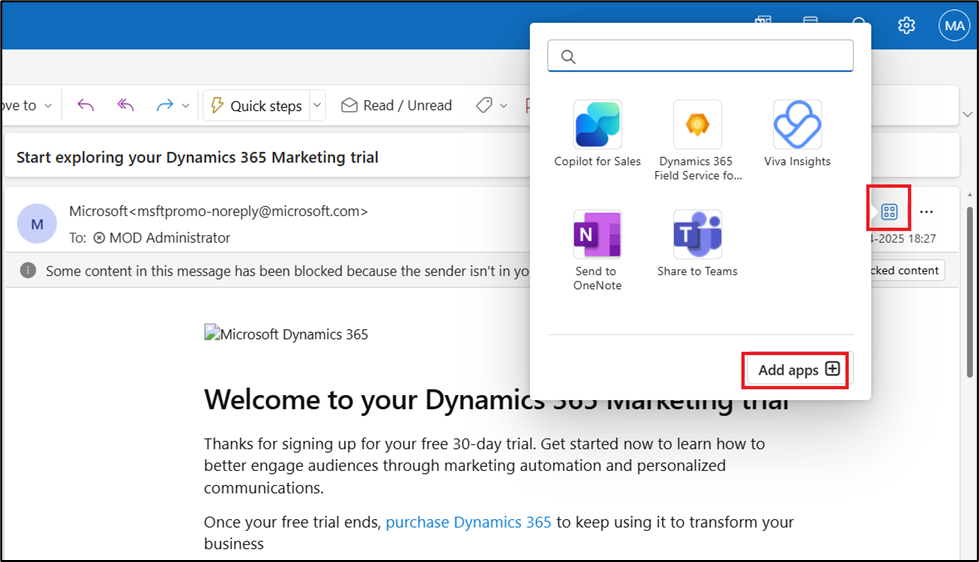 MA
ove to
Quick steps
Read / Unread
Start exploring your Dynamics 365 Marketing trial
Copilot for Sales
Dynamics 365
Field Service fo...
Viva Insights
N
Send to
OneNote
T
Share to Teams
Add apps
M
Microsoft<msftpromo-noreply@microsoft.com>
To: MOD Administrator
4-2025 18:27
Some content in this message has been blocked because the sender isn't in yo
cked content
Microsoft Dynamics 365
Welcome to your Dynamics 365 Marketing trial
Thanks for signing up for your free 30-day trial. Get started now to learn how to
better engage audiences through marketing automation and personalized
communications.
Once your free trial ends, purchase Dynamics 365 to keep using it to transform your
business